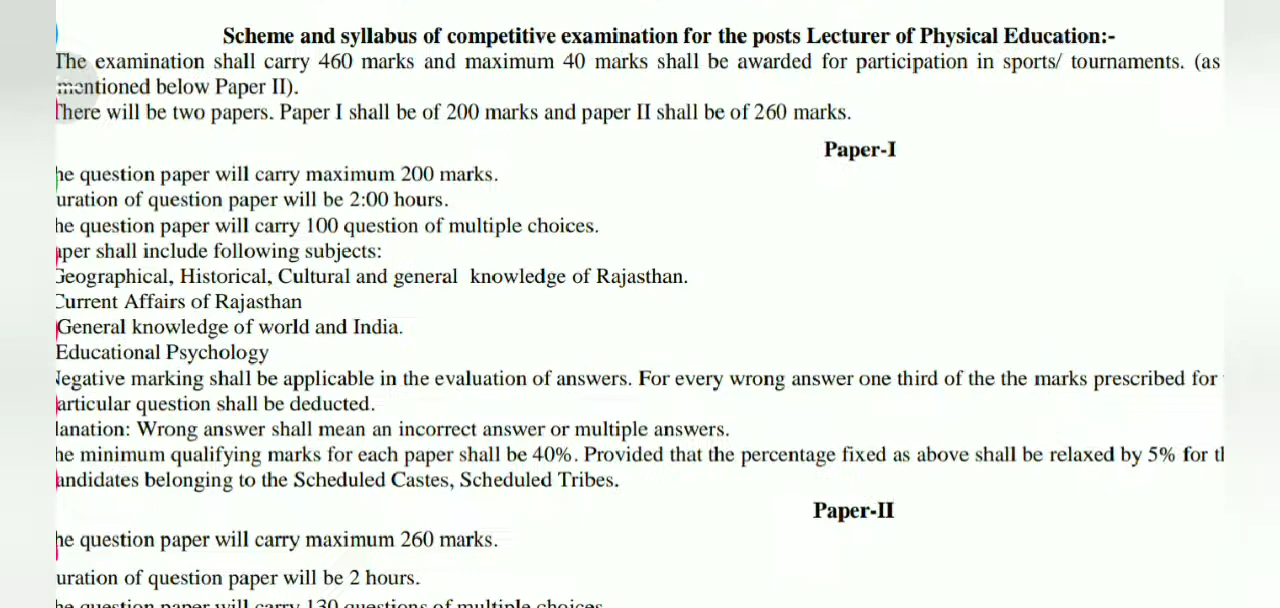 Scheme and syllabus of competitive examination for the posts Lecturer of Physical Education:-
The examination shall carry 460 marks and maximum 40 marks shall be awarded for participation in sports/ tournaments. (as
mentioned below Paper II).
There will be two papers. Paper I shall be of 200 marks and paper II shall be of 260 marks.
Paper-I
he question paper will carry maximum 200 marks.
uration of question paper will be 2:00 hours.
he question paper will carry 100 question of multiple choices.
aper shall include following subjects:
Geographical, Historical, Cultural and general knowledge of Rajasthan.
Current Affairs of Rajasthan
General knowledge of world and India.
Educational Psychology
Negative marking shall be applicable in the evaluation of answers. For every wrong answer one third of the the marks prescribed for
articular question shall be deducted.
lanation: Wrong answer shall mean an incorrect answer or multiple answers.
he minimum qualifying marks for each paper shall be 40%. Provided that the percentage fixed as above shall be relaxed by 5% for th
andidates belonging to the Scheduled Castes, Scheduled Tribes.
Paper-II
he question paper will carry maximum 260 marks.
uration of question paper will be 2 hours.
he question paper will carry 130 questions of multiple choices